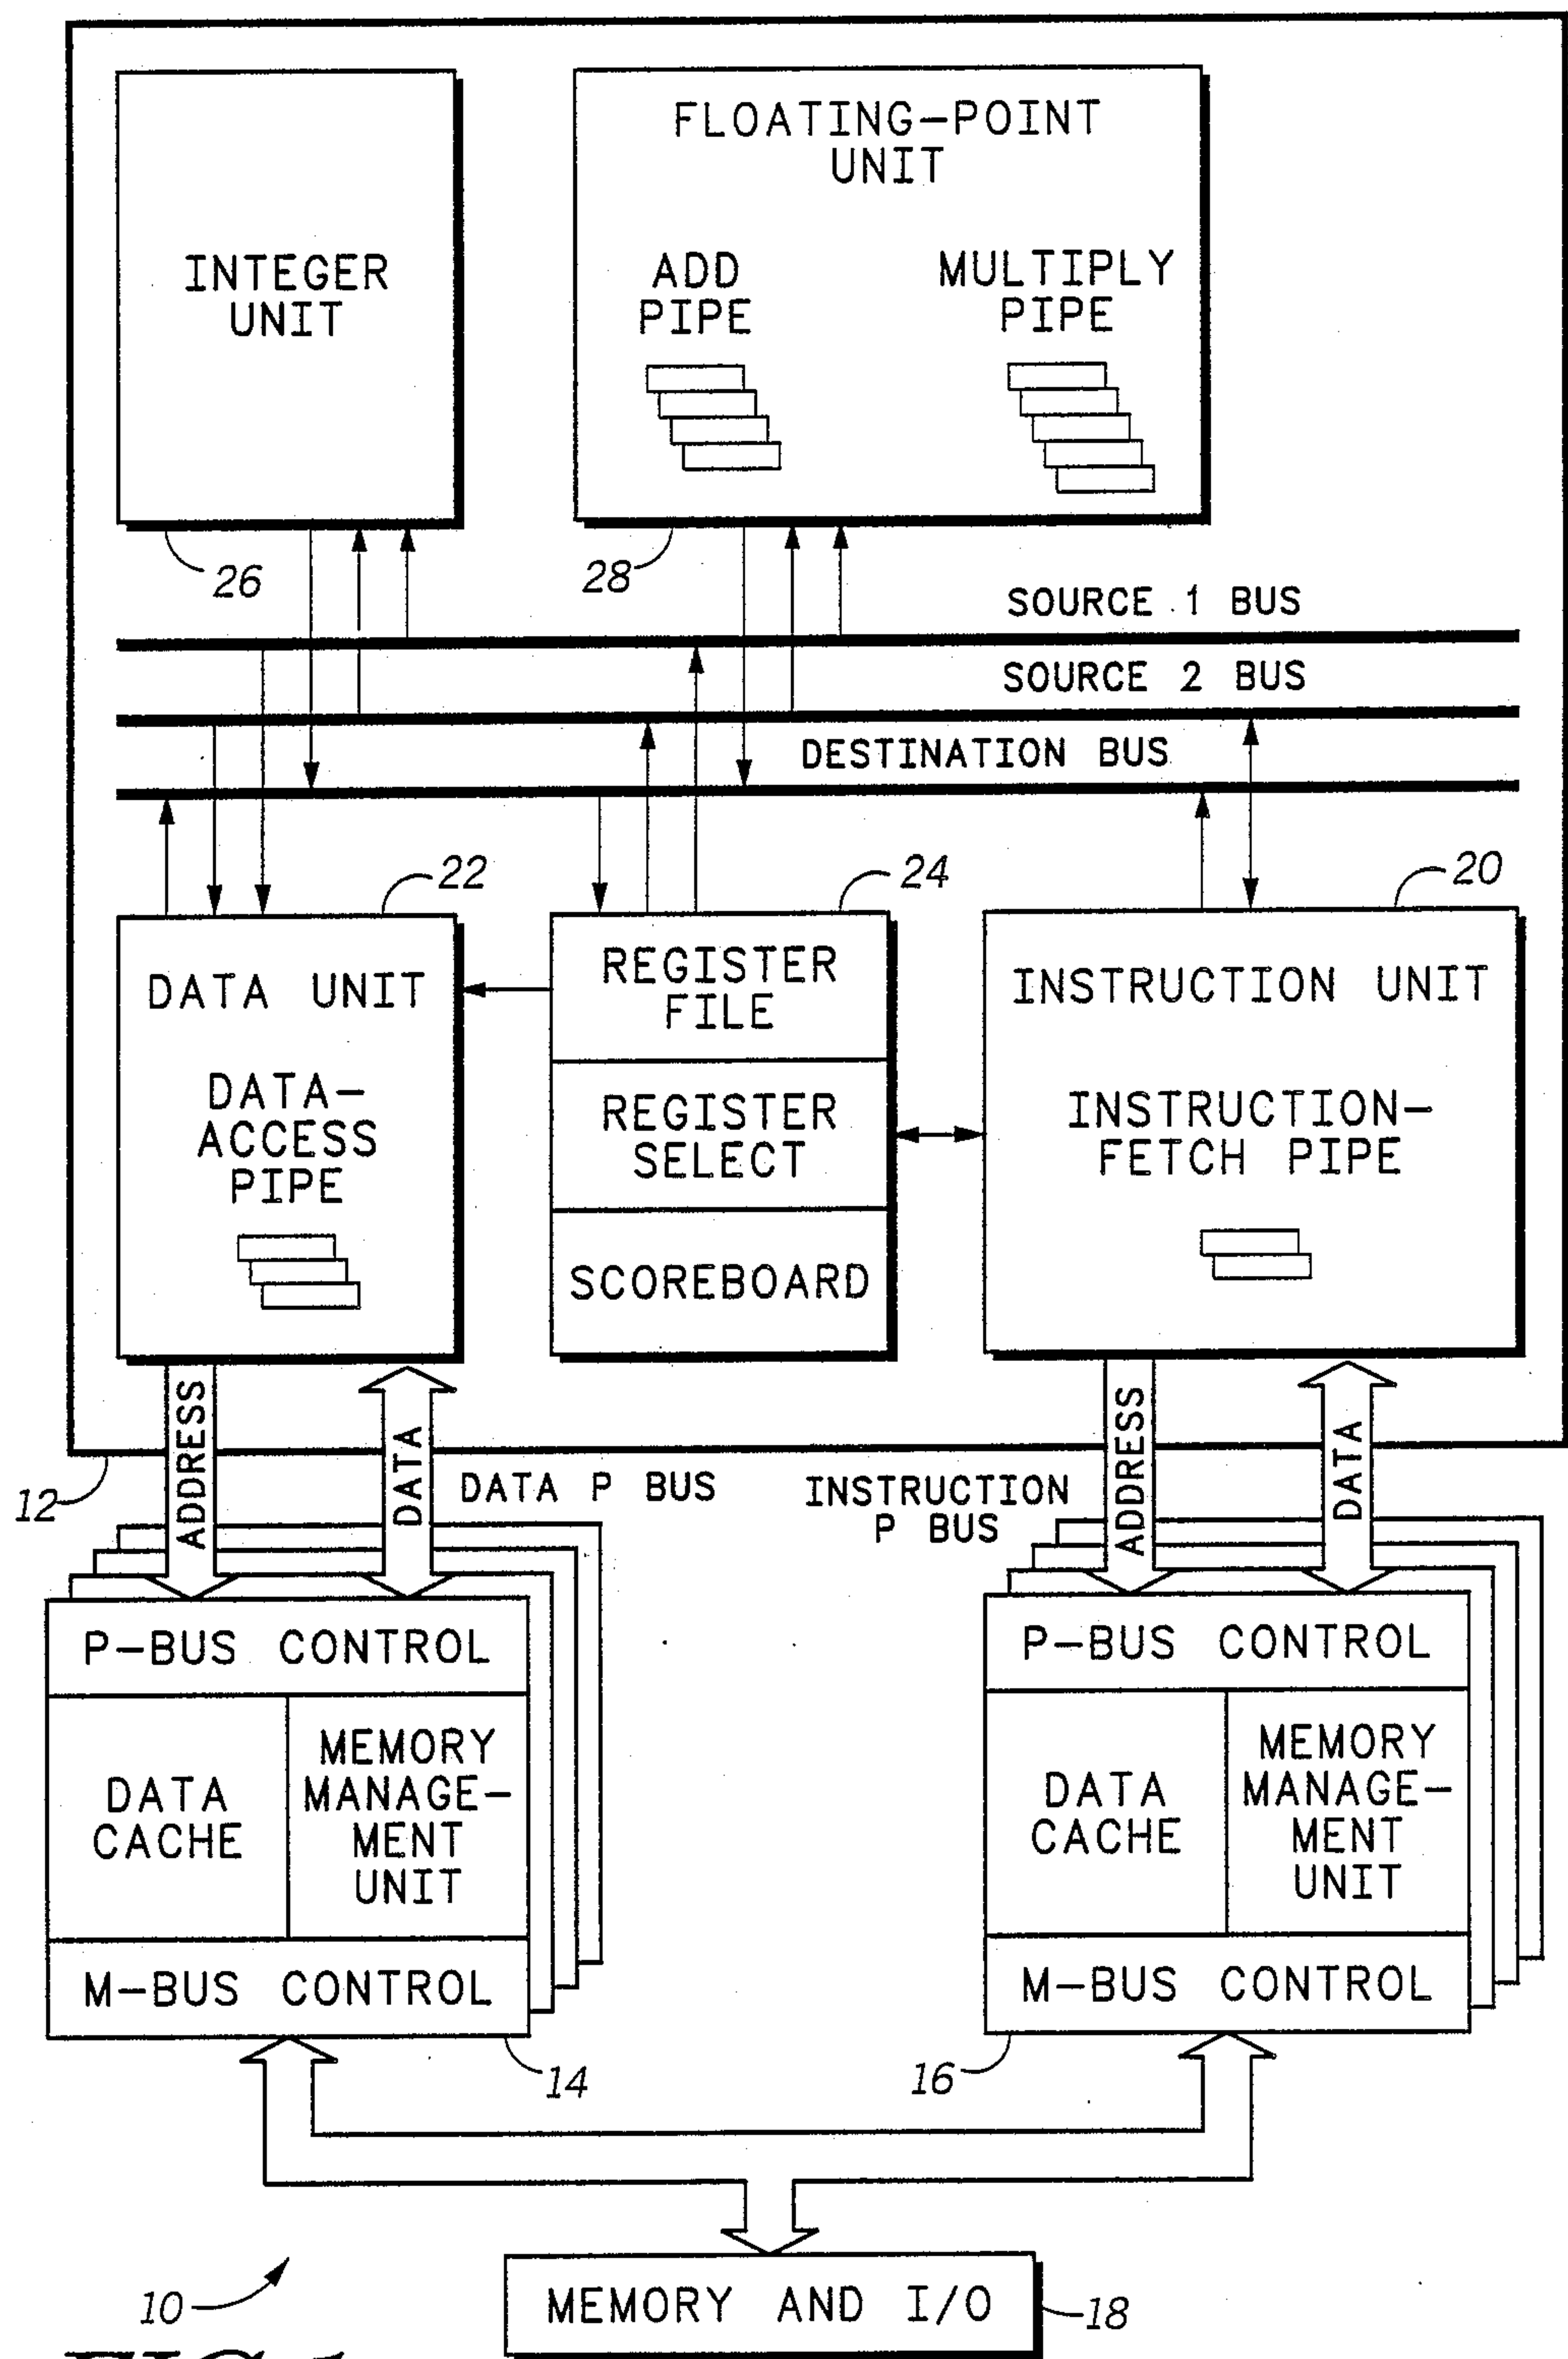 FLOATING-POINT
UNIT
INTEGER
UNIT
ADD
PIPE
MULTIPLY
PIPE
26
28
SOURCE 1 BUS
SOURCE 2 BUS
DESTINATION BUS
22
24
20
DATA UNIT
DATA-
ACCESS
PIPE
REGISTER
FILE
REGISTER
SELECT
SCOREBOARD
INSTRUCTION UNIT
INSTRUCTION-
FETCH PIPE
ADDRESS
DATA
ADDRESS
DATA
12
DATA P BUS
INSTRUCTION
P BUS
P-BUS CONTROL
DATA
CACHE
MEMORY
MANAGE-
MENT
UNIT
M-BUS CONTROL
14
P-BUS CONTROL
DATA
CACHE
MEMORY
MANAGE-
MENT
UNIT
M-BUS CONTROL
16
10
MEMORY AND I/O
18